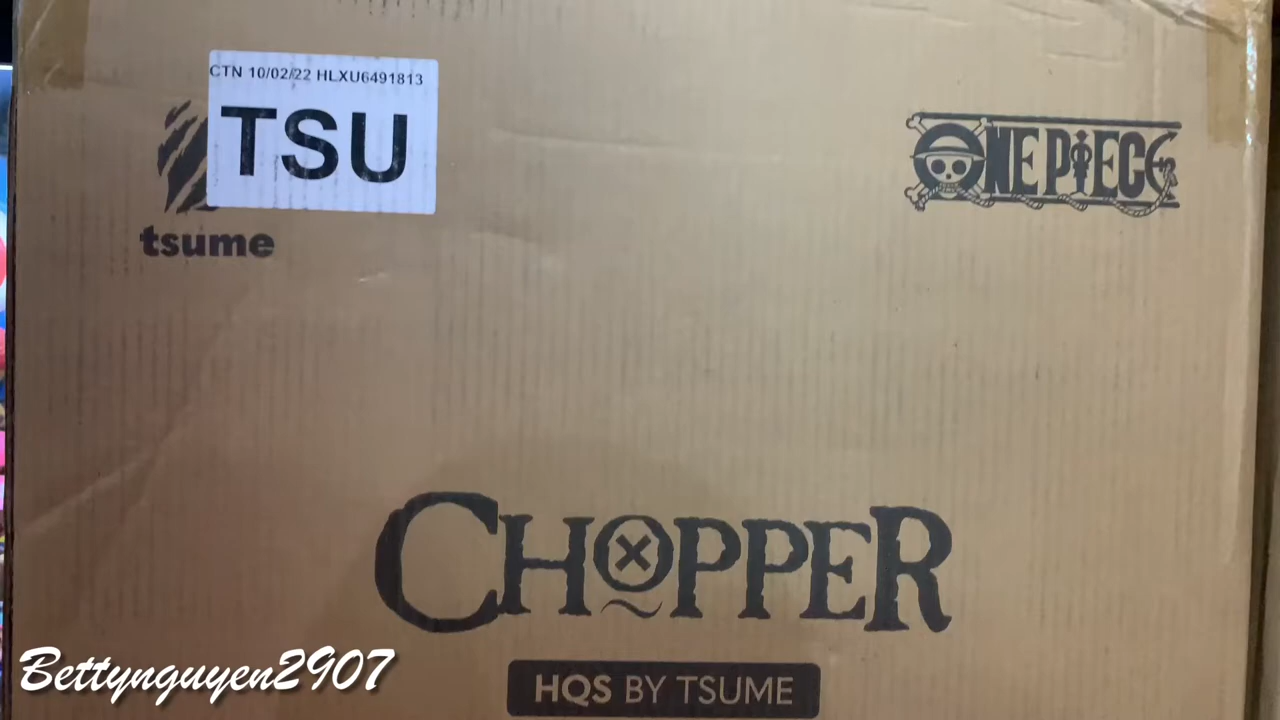 CTN 10/02/22 HLXU6491813
TSU
tsume
ONE PIECE
CHOPPER
HQS BY TSUME
Bettynguyen2907